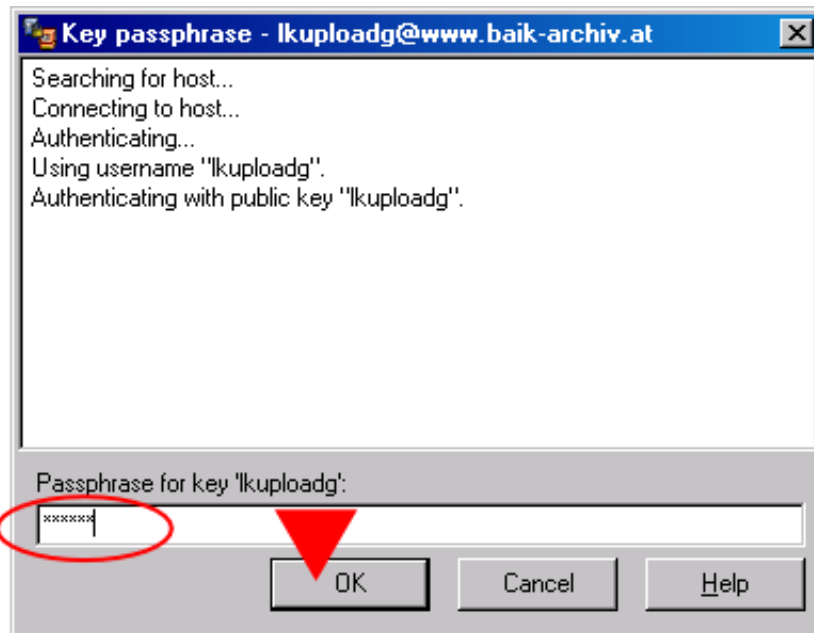 Key passphrase - lkuploadg@www.baik-archiv.at
Searching for host...
Connecting to host...
Authenticating...
Using username "lkuploadg".
Authenticating with public key "lkuploadg".
Passphrase for key 'lkuploadg':
******
OK Cancel Help